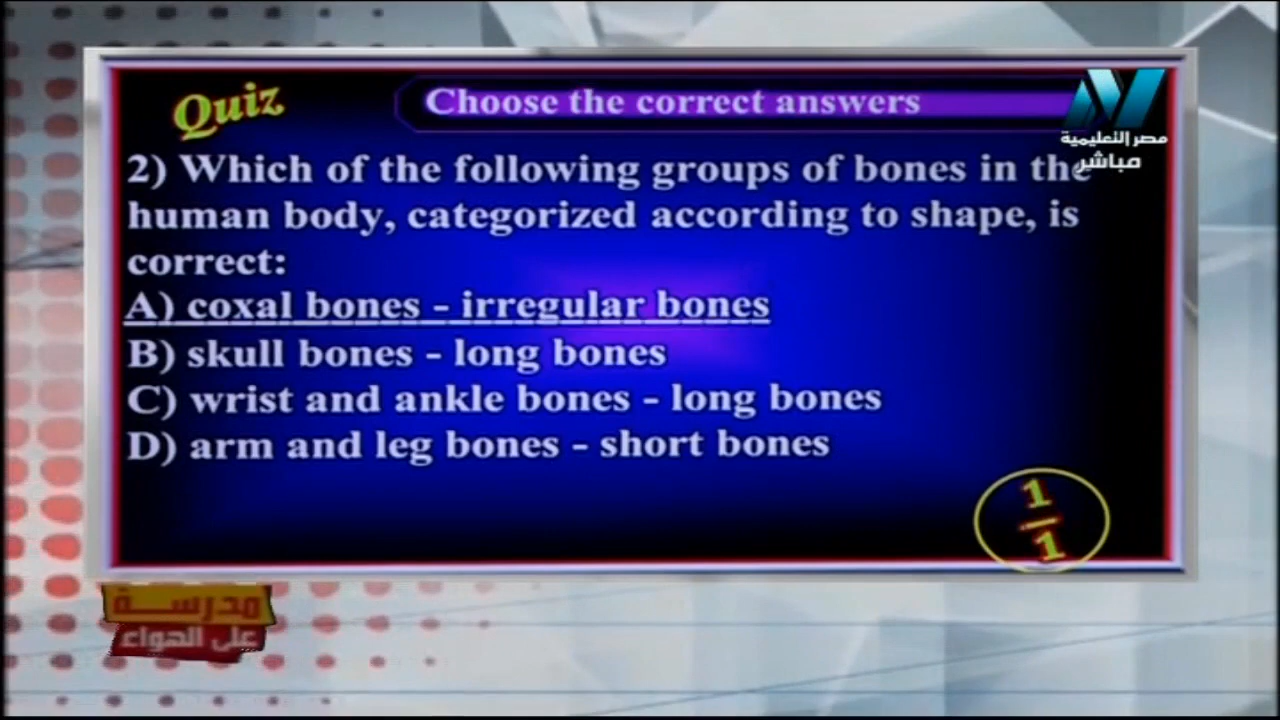 Quiz
Choose the correct answers
مصر التعليمية
مباشر
2) Which of the following groups of bones in the
human body, categorized according to shape, is
correct:
A) coxal bones - irregular bones
B) skull bones - long bones
C) wrist and ankle bones - long bones
D) arm and leg bones - short bones
1
1
مدرسة
على الهواء